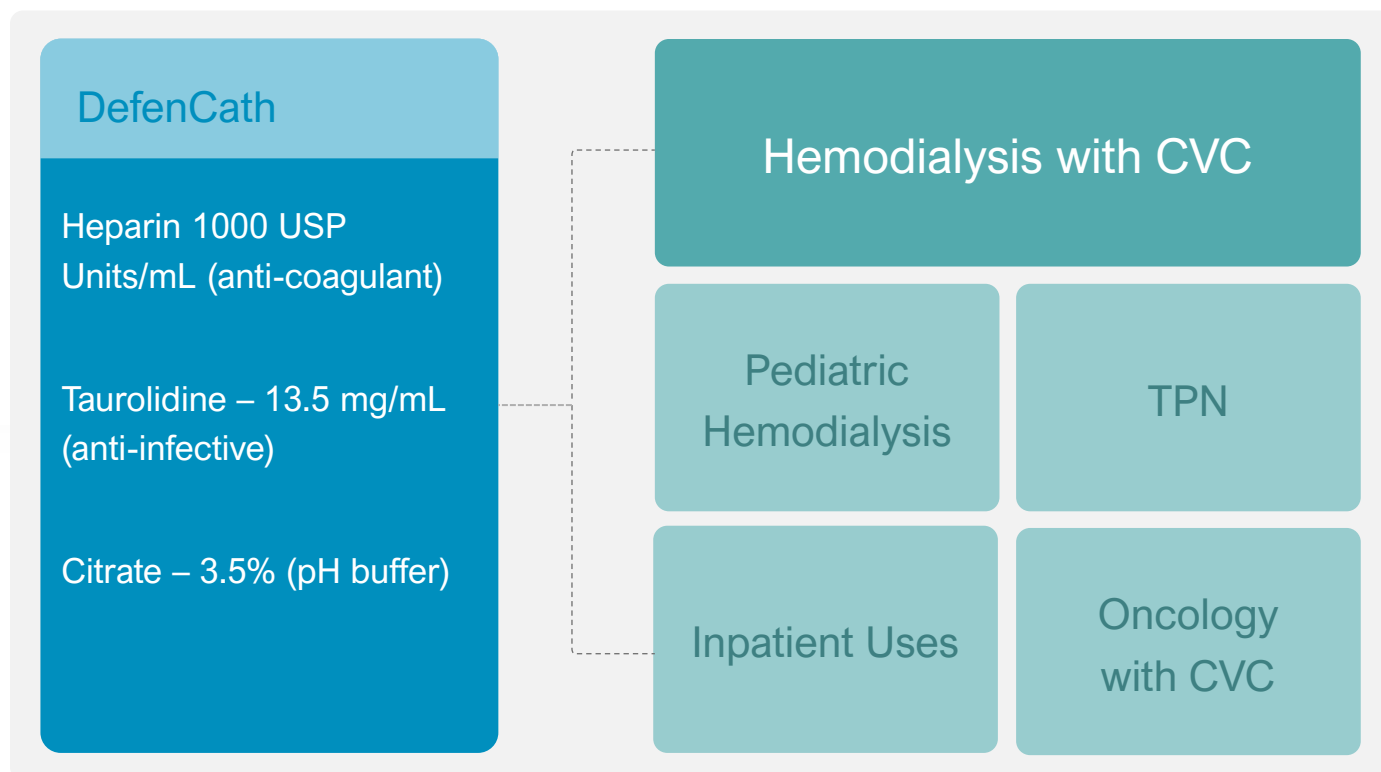 DefenCath
Heparin 1000 USP
Units/mL (anti-coagulant)
Taurolidine – 13.5 mg/mL
(anti-infective)
Citrate – 3.5% (pH buffer)
Hemodialysis with CVC
Pediatric
Hemodialysis
TPN
Inpatient Uses
Oncology
with CVC